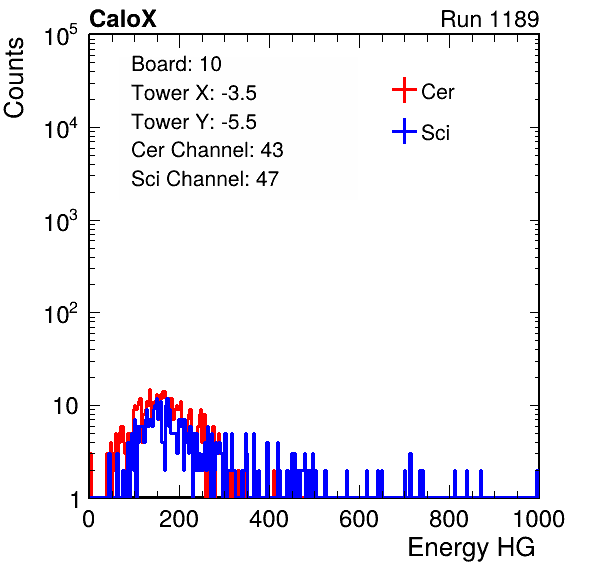 CaloX Run 1189
Counts
10^5
10^4
10^3
10^2
10
1
Board: 10
Tower X: -3.5
Tower Y: -5.5
Cer Channel: 43
Sci Channel: 47
Cer
Sci
0 200 400 600 800 1000
Energy HG